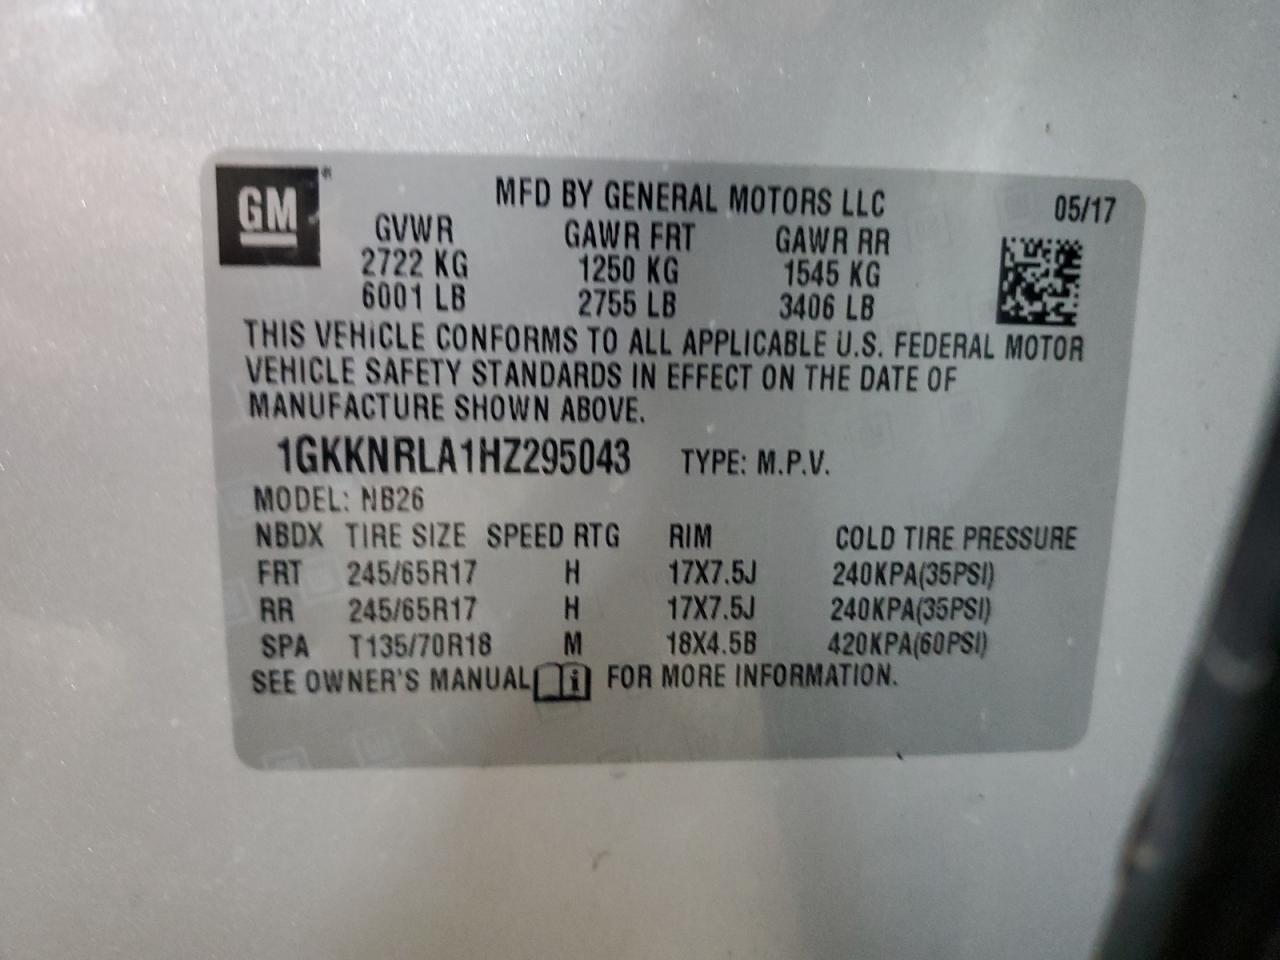 GM
MFD BY GENERAL MOTORS LLC 05/17
GVWR GAWR FRT GAWR RR
2722 KG 1250 KG 1545 KG
6001 LB 2755 LB 3406 LB
THIS VEHICLE CONFORMS TO ALL APPLICABLE U.S. FEDERAL MOTOR
VEHICLE SAFETY STANDARDS IN EFFECT ON THE DATE OF
MANUFACTURE SHOWN ABOVE.
1GKKNRLA1HZ295043 TYPE: M.P.V.
MODEL: NB26
NBDX TIRE SIZE SPEED RTG RIM COLD TIRE PRESSURE
FRT 245/65R17 H 17X7.5J 240KPA(35PSI)
RR 245/65R17 H 17X7.5J 240KPA(35PSI)
SPA T135/70R18 M 18X4.5B 420KPA(60PSI)
SEE OWNER'S MANUAL i FOR MORE INFORMATION.